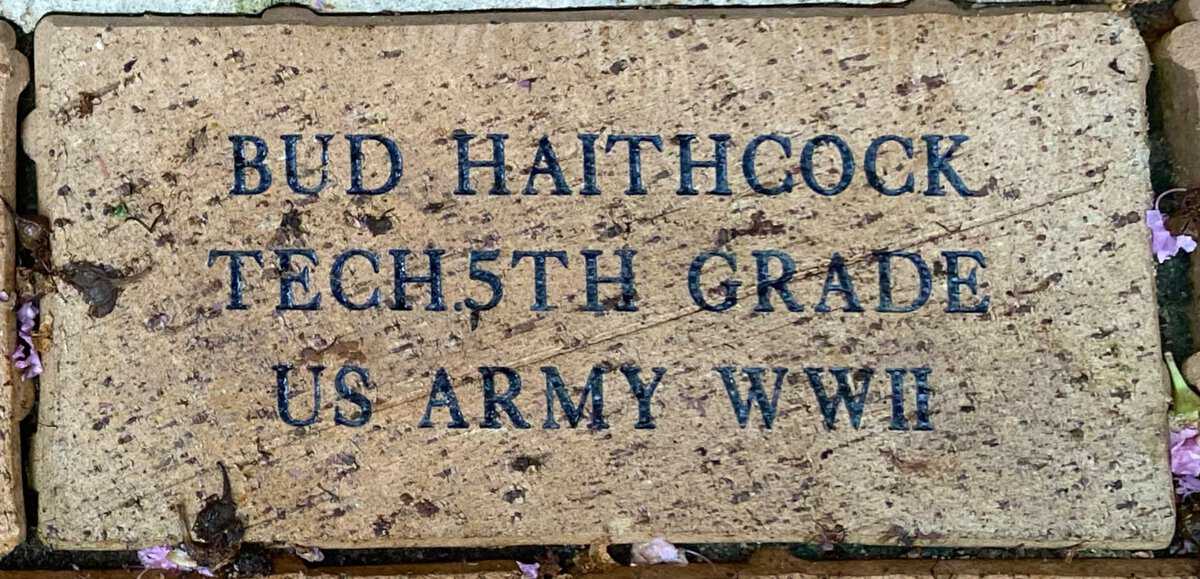 BUD HAITHCOCK
TECH.5TH GRADE
US ARMY WWII